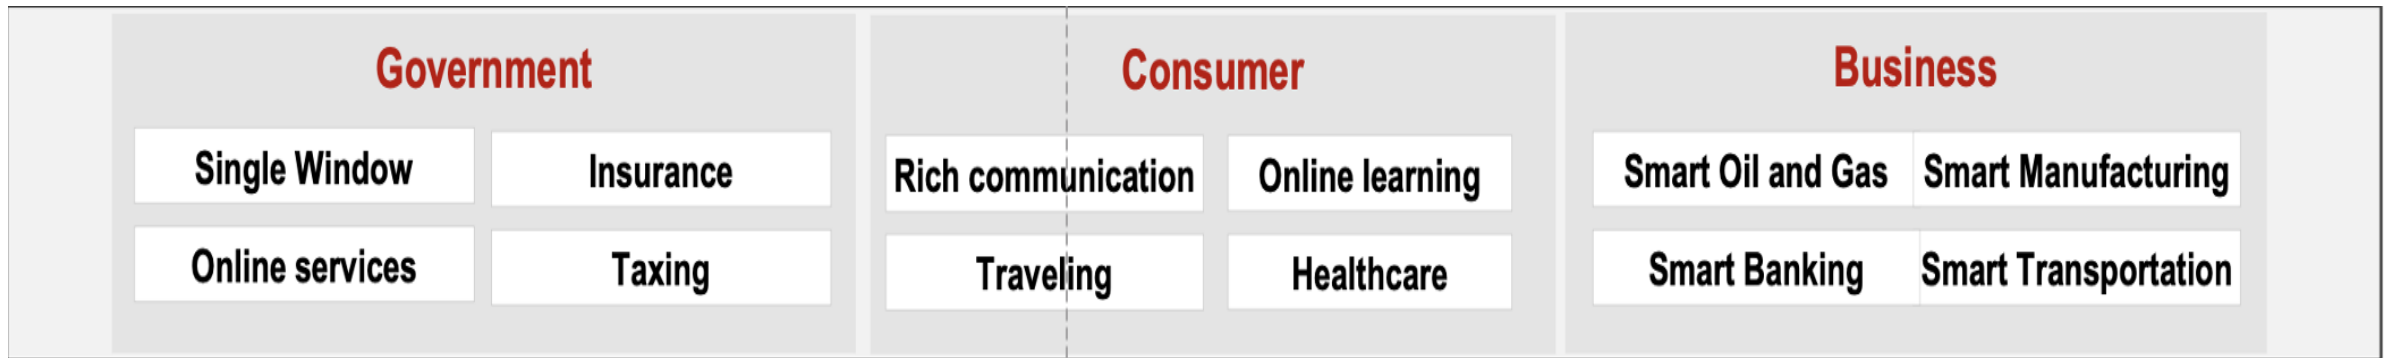 Government
Single Window
Insurance
Online services
Taxing
Consumer
Rich communication
Online learning
Traveling
Healthcare
Business
Smart Oil and Gas
Smart Manufacturing
Smart Banking
Smart Transportation